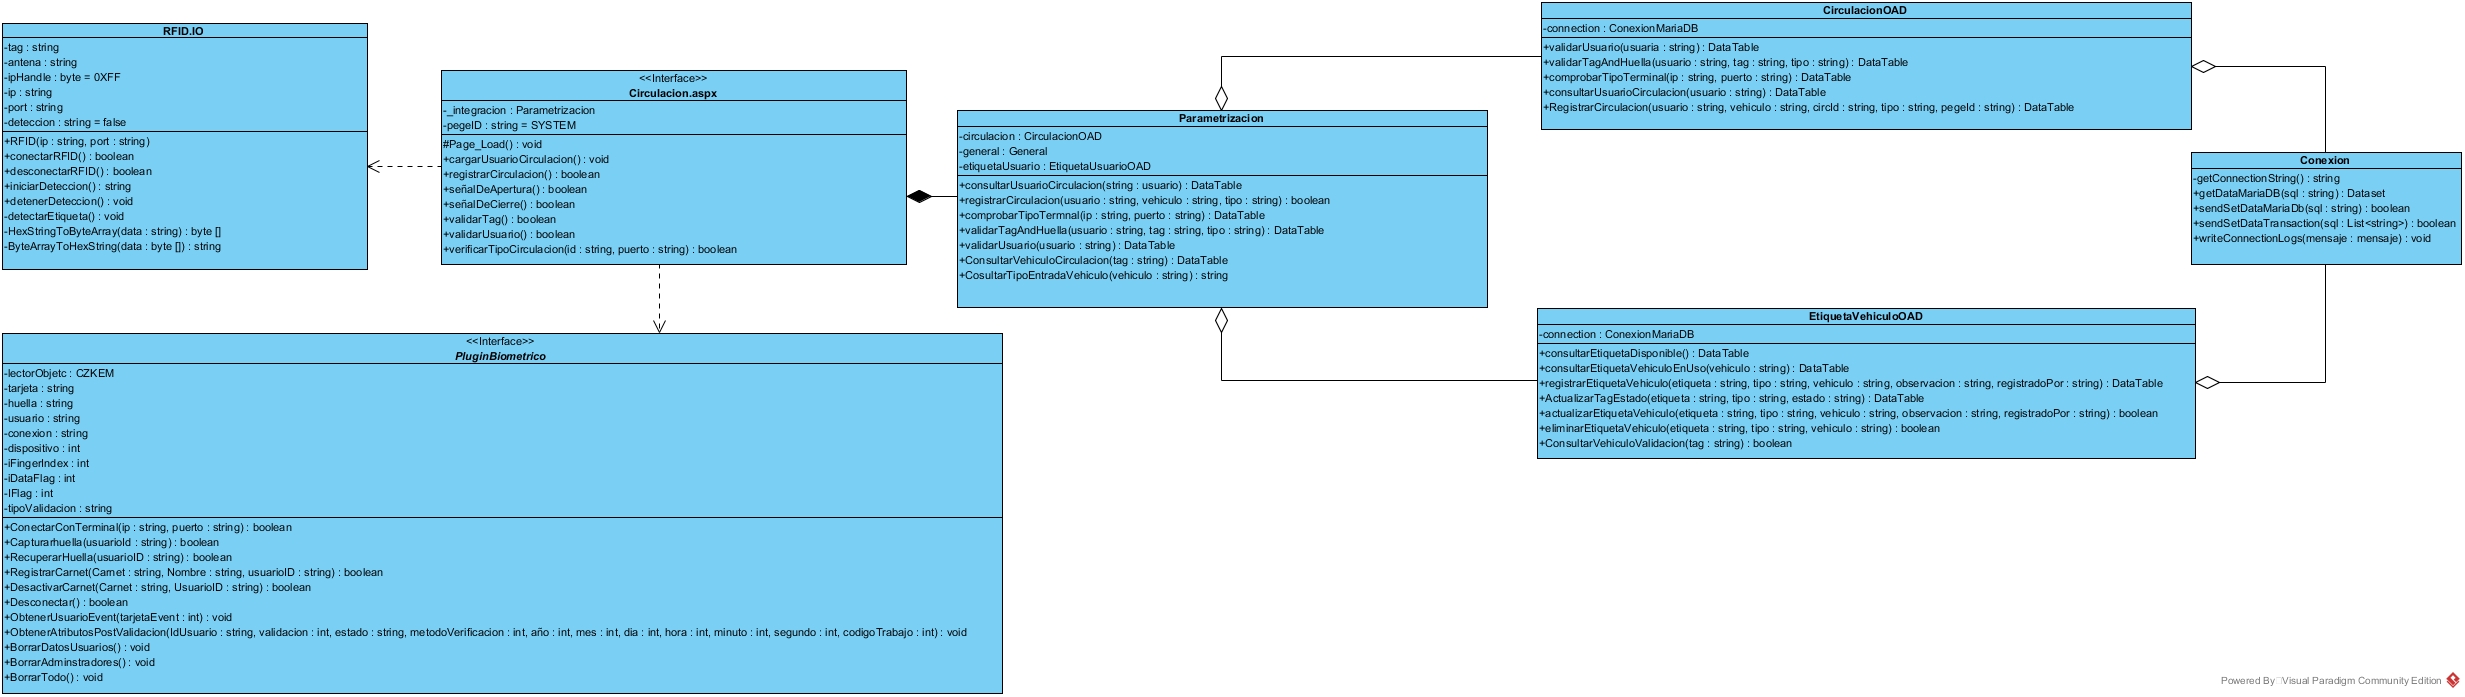 RFID.IO
-tag : string
-antena : string
-ipHandle : byte = 0XFF
-ip : string
-port : string
-deteccion : string = false
+RFID(ip : string, port : string)
+conectarRFID() : boolean
+desconectarRFID() : boolean
+iniciarDeteccion() : string
+detenerDeteccion() : void
-detectarEtiqueta() : void
-HexStringToByteArray(data : string) : byte []
-ByteArrayToHexString(data : byte []) : string
<<Interface>>
Circulacion.aspx
-_integracion : Parametrizacion
-pegeID : string = SYSTEM
#Page_Load() : void
+cargarUsuarioCirculacion() : void
+registrarCirculacion() : boolean
+señalDeApertura() : boolean
+señalDeCierre() : boolean
+validarTag() : boolean
+validarUsuario() : boolean
+verificarTipoCirculacion(id : string, puerto : string) : boolean
<<Interface>>
PluginBiometrico
-lectorObjetc : CZKEM
-tarjeta : string
-huella : string
-usuario : string
-conexion : string
-dispositivo : int
-iFingerIndex : int
-iDataFlag : int
-IFlag : int
-tipoValidacion : string
+ConectarConTerminal(ip : string, puerto : string) : boolean
+Capturarhuella(usuarioId : string) : boolean
+RecuperarHuella(usuarioID : string) : boolean
+RegistrarCarnet(Carnet : string, Nombre : string, usuarioID : string) : boolean
+DesactivarCarnet(Carnet : string, UsuarioID : string) : boolean
+Desconectar() : boolean
+ObtenerUsuarioEvent(tarjetaEvent : int) : void
+ObtenerAtributosPostValidacion(IdUsuario : string, validacion : int, estado : string, metodoVerificacion : int, año : int, mes : int, dia : int, hora : int, minuto : int, segundo : int, codigoTrabajo : int) : void
+BorrarDatosUsuarios() : void
+BorrarAdminstradores() : void
+BorrarTodo() : void
Parametrizacion
-circulacion : CirculacionOAD
-general : General
-etiquetaUsuario : EtiquetaUsuarioOAD
+consultarUsuarioCirculacion(string : usuario) : DataTable
+registrarCirculacion(usuario : string, vehiculo : string, tipo : string) : boolean
+comprobarTipoTermnal(ip : string, puerto : string) : DataTable
+validarTagAndHuella(usuario : string, tag : string, tipo : string) : DataTable
+validarUsuario(usuario : string) : DataTable
+ConsultarVehiculoCirculacion(tag : string) : DataTable
+CosultarTipoEntradaVehiculo(vehiculo : string) : string
CirculacionOAD
-connection : ConexionMariaDB
+validarUsuario(usuaria : string) : DataTable
+validarTagAndHuella(usuario : string, tag : string, tipo : string) : DataTable
+comprobarTipoTerminal(ip : string, puerto : string) : DataTable
+consultarUsuarioCirculacion(usuario : string) : DataTable
+RegistrarCirculacion(usuario : string, vehiculo : string, circId : string, tipo : string, pegeId : string) : DataTable
Conexion
-getConnectionString() : string
+getDataMariaDB(sql : string) : Dataset
+sendSetDataMariaDb(sql : string) : boolean
+sendSetDataTransaction(sql : List<string>) : boolean
+writeConnectionLogs(mensaje : mensaje) : void
EtiquetaVehiculoOAD
-connection : ConexionMariaDB
+consultarEtiquetaDisponible() : DataTable
+consultarEtiquetaVehiculoEnUso(vehiculo : string) : DataTable
+registrarEtiquetaVehiculo(etiqueta : string, tipo : string, vehiculo : string, observacion : string, registradoPor : string) : DataTable
+ActualizarTagEstado(etiqueta : string, tipo : string, estado : string) : DataTable
+actualizarEtiquetaVehiculo(etiqueta : string, tipo : string, vehiculo : string, observacion : string, registradoPor : string) : boolean
+eliminarEtiquetaVehiculo(etiqueta : string, tipo : string, vehiculo : string) : boolean
+ConsultarVehiculoValidacion(tag : string) : boolean
Powered By Visual Paradigm Community Edition